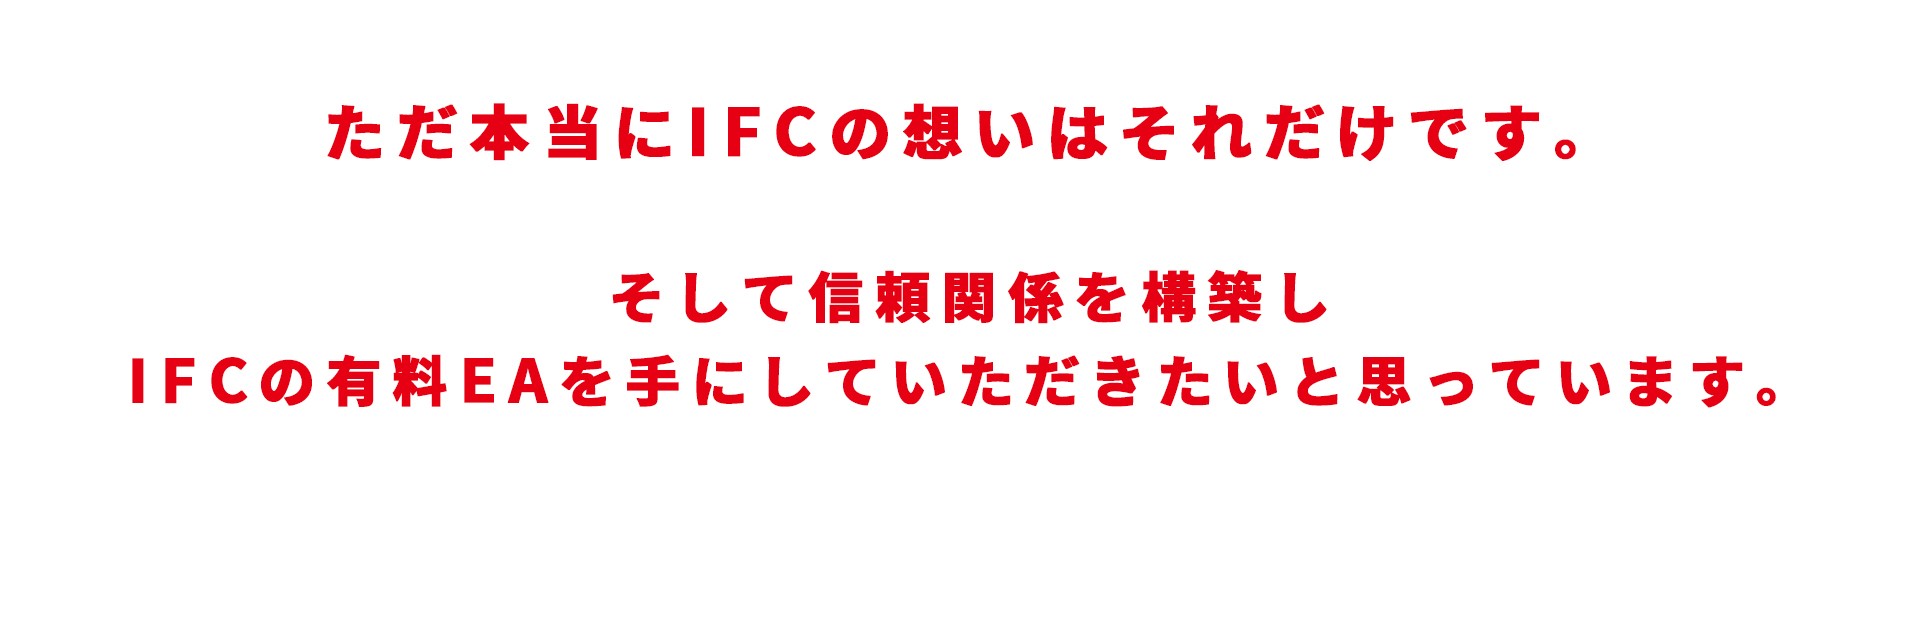 ただ本当にIFCの想いはそれだけです。
そして信頼関係を構築し
IFCの有料EAを手にしていただきたいと思っています。